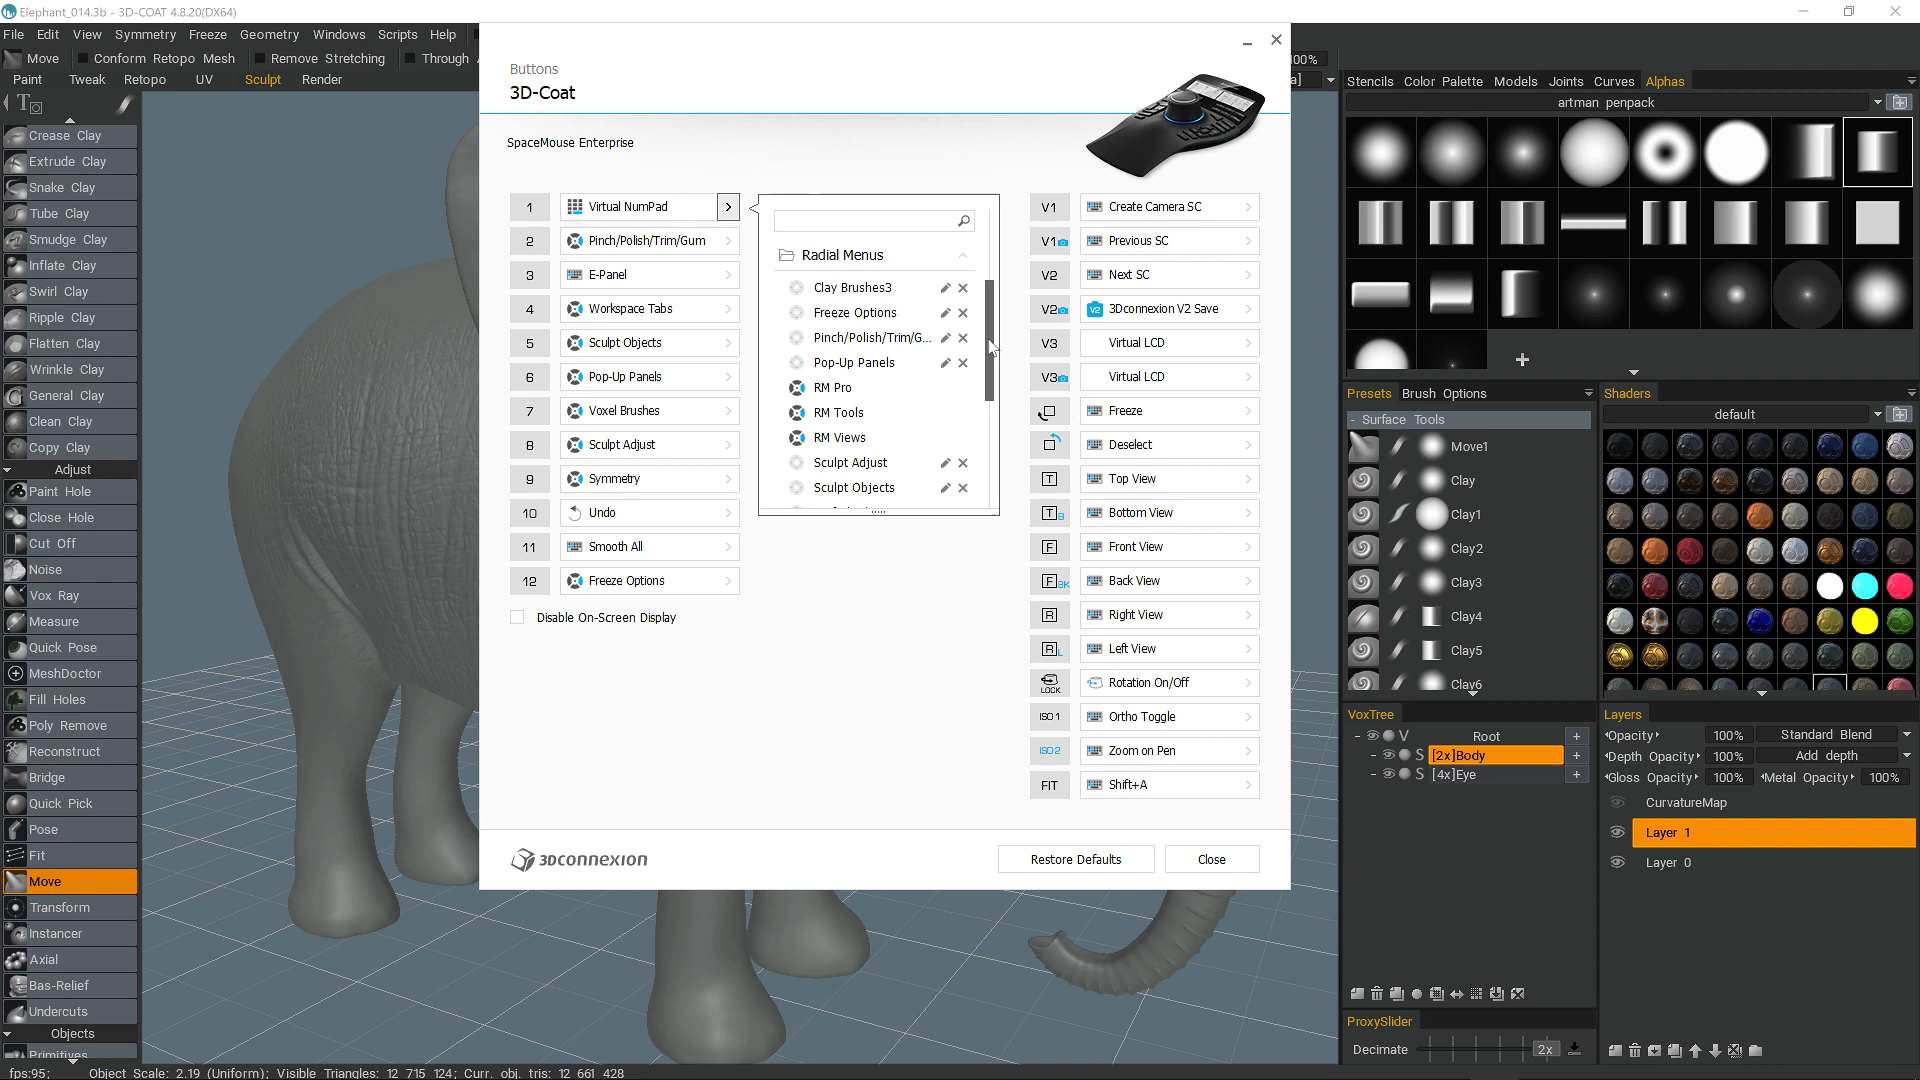 Elephant_014.3b - 3D-COAT 4.8.20(DX64)
File Edit View Symmetry Freeze Geometry Windows Scripts Help
Move Conform Retopo Mesh Remove Stretching Through
100%
Paint Tweak Retopo UV Sculpt Render
Crease Clay
Extrude Clay
Snake Clay
Tube Clay
Smudge Clay
Inflate Clay
Swirl Clay
Ripple Clay
Flatten Clay
Wrinkle Clay
General Clay
Clean Clay
Copy Clay
Adjust
Paint Hole
Close Hole
Cut Off
Noise
Vox Ray
Measure
Quick Pose
MeshDoctor
Fill Holes
Poly Remove
Reconstruct
Bridge
Quick Pick
Pose
Fit
Move
Transform
Instancer
Axial
Bas-Relief
Undercuts
Objects
Primitives
fps:95; Object Scale: 2.19 (Uniform); Visible Triangles: 12 715 124; Curr. obj. tris: 12 661 428
Buttons
3D-Coat
SpaceMouse Enterprise
1 Virtual NumPad
2 Pinch/Polish/Trim/Gum
3 E-Panel
4 Workspace Tabs
5 Sculpt Objects
6 Pop-Up Panels
7 Voxel Brushes
8 Sculpt Adjust
9 Symmetry
10 Undo
11 Smooth All
12 Freeze Options
Disable On-Screen Display
Radial Menus
Clay Brushes3
Freeze Options
Pinch/Polish/Trim/G...
Pop-Up Panels
RM Pro
RM Tools
RM Views
Sculpt Adjust
Sculpt Objects
V1 Create Camera SC
V1 Previous SC
V2 Next SC
V2 V2 3Dconnexion V2 Save
V3 Virtual LCD
V3 Virtual LCD
Freeze
Deselect
T Top View
T B Bottom View
F Front View
F BK Back View
R Right View
R L Left View
LOCK Rotation On/Off
ISO 1 Ortho Toggle
ISO 2 Zoom on Pen
FIT Shift+A
3DCONNEXION
Restore Defaults Close
Stencils Color Palette Models Joints Curves Alphas
artman penpack
Presets Brush Options
- Surface Tools
Move1
Clay
Clay1
Clay2
Clay3
Clay4
Clay5
Clay6
Shaders
default
VoxTree
- V Root +
- S [2x]Body +
- S [4x]Eye +
Layers
Opacity 100% Standard Blend
Depth Opacity 100% Add depth
Gloss Opacity 100% Metal Opacity 100%
CurvatureMap
Layer 1
Layer 0
ProxySlider
Decimate 2x